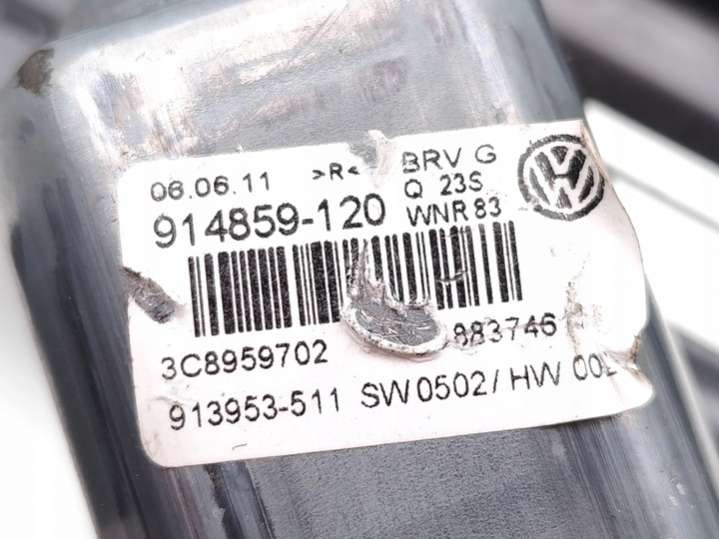 06.06.11 >R< BRV G
Q 23S
914859-120 WNR 83
3C8959702 883746
913953-511 SW0502/ HW